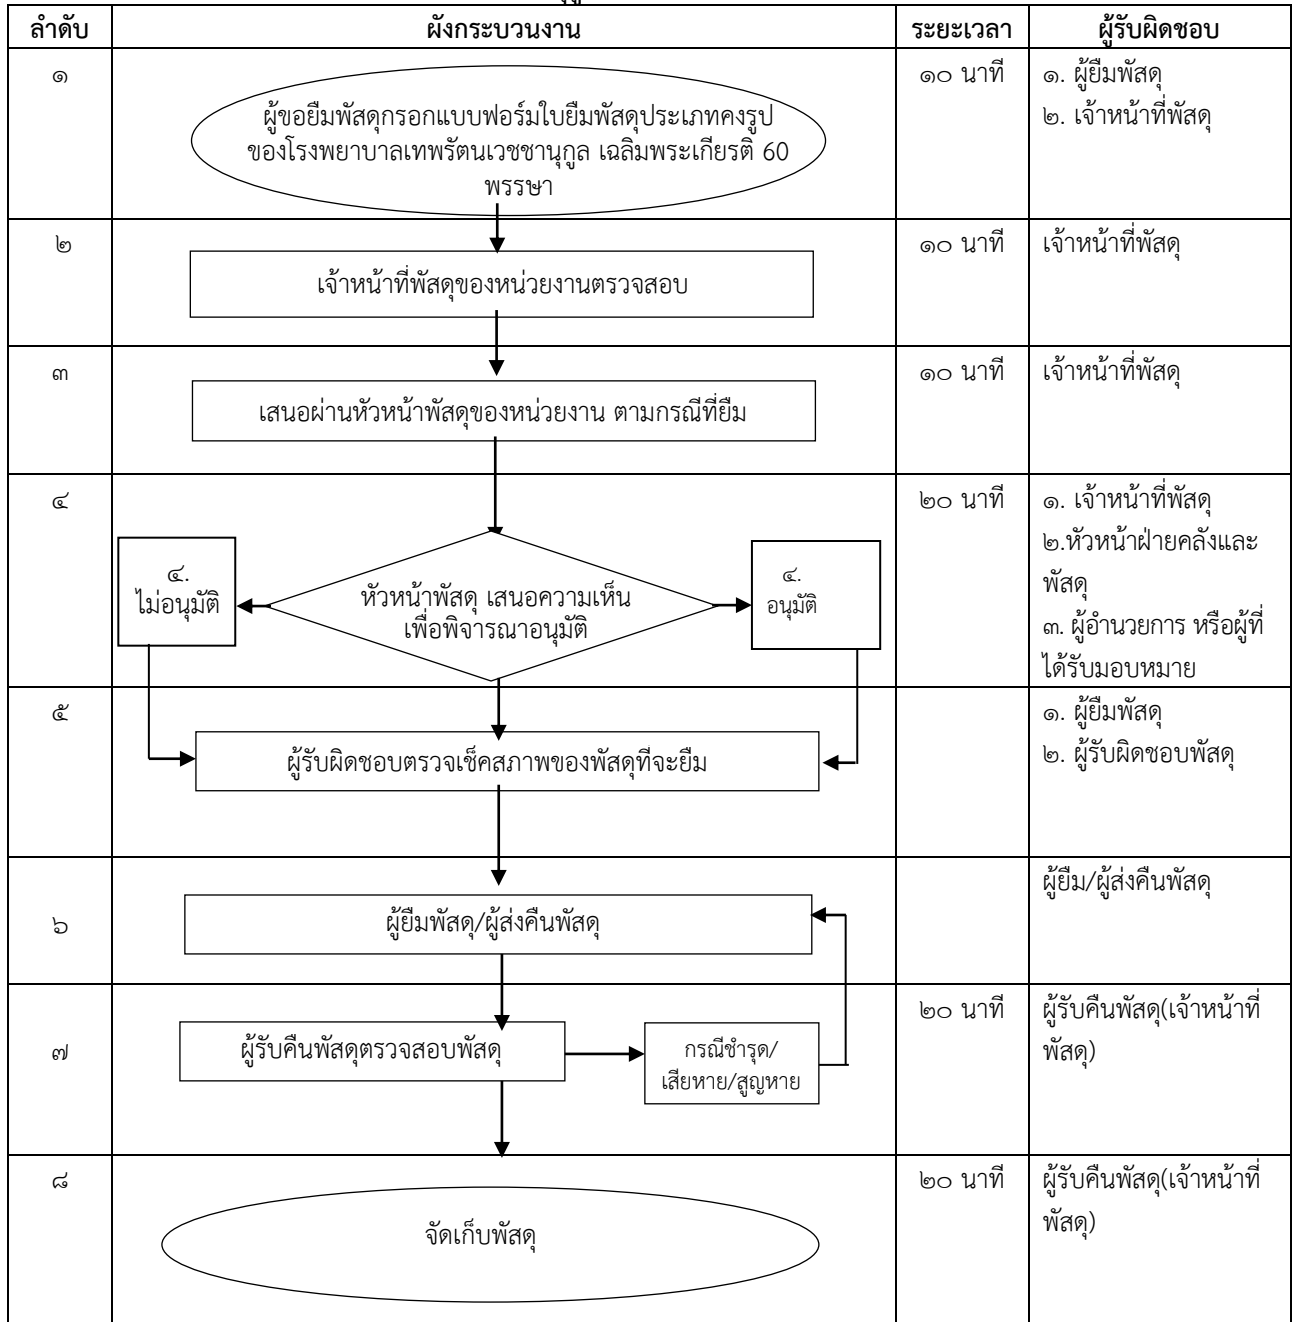 ลำดับ
ผังกระบวนงาน
ระยะเวลา
ผู้รับผิดชอบ
๑
ผู้ขอยืมพัสดุกรอกแบบฟอร์มใบยืมพัสดุประเภทคงรูป
ของโรงพยาบาลเทพรัตนเวชชานุกูล เฉลิมพระเกียรติ 60
พรรษา
๑๐ นาที
๑. ผู้ยืมพัสดุ
๒. เจ้าหน้าที่พัสดุ
๒
เจ้าหน้าที่พัสดุของหน่วยงานตรวจสอบ
๑๐ นาที
เจ้าหน้าที่พัสดุ
๓
เสนอผ่านหัวหน้าพัสดุของหน่วยงาน ตามกรณีที่ยืม
๑๐ นาที
เจ้าหน้าที่พัสดุ
๔
๔.
ไม่อนุมัติ
หัวหน้าพัสดุ เสนอความเห็น
เพื่อพิจารณาอนุมัติ
๔.
อนุมัติ
๒๐ นาที
๑. เจ้าหน้าที่พัสดุ
๒.หัวหน้าฝ่ายคลังและ
พัสดุ
๓. ผู้อำนวยการ หรือผู้ที่
ได้รับมอบหมาย
๕
ผู้รับผิดชอบตรวจเช็คสภาพของพัสดุที่จะยืม
๑. ผู้ยืมพัสดุ
๒. ผู้รับผิดชอบพัสดุ
๖
ผู้ยืมพัสดุ/ผู้ส่งคืนพัสดุ
ผู้ยืม/ผู้ส่งคืนพัสดุ
๗
ผู้รับคืนพัสดุตรวจสอบพัสดุ
กรณีชำรุด/
เสียหาย/สูญหาย
๒๐ นาที
ผู้รับคืนพัสดุ(เจ้าหน้าที่
พัสดุ)
๘
จัดเก็บพัสดุ
๒๐ นาที
ผู้รับคืนพัสดุ(เจ้าหน้าที่
พัสดุ)